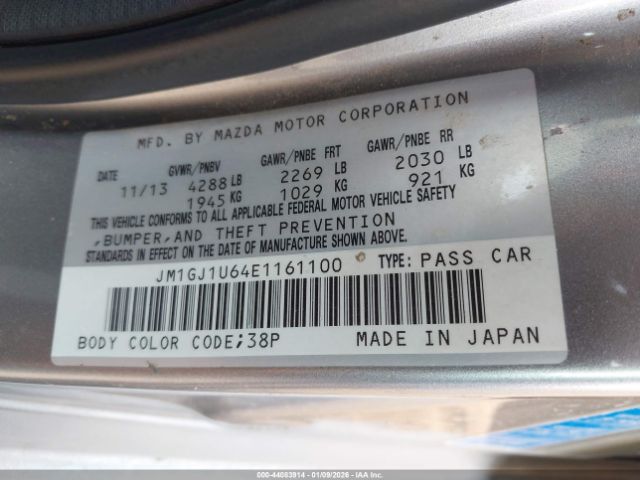 MFD. BY MAZDA MOTOR CORPORATION
DATE GVWR/PNBV GAWR/PNBE FRT GAWR/PNBE RR
11/13 4288 LB 2269 LB 2030 LB
1945 KG 1029 KG 921 KG
THIS VEHICLE CONFORMS TO ALL APPLICABLE FEDERAL MOTOR VEHICLE SAFETY
,BUMPER,AND THEFT PREVENTION
STANDARDS IN EFFECT ON THE DATE OF MANUFACTURE SHOWN ABOVE.
JM1GJ1U64E1161100 TYPE: PASS CAR
BODY COLOR CODE;38P MADE IN JAPAN
000-44083914 - 01/09/2026 - IAAI.com